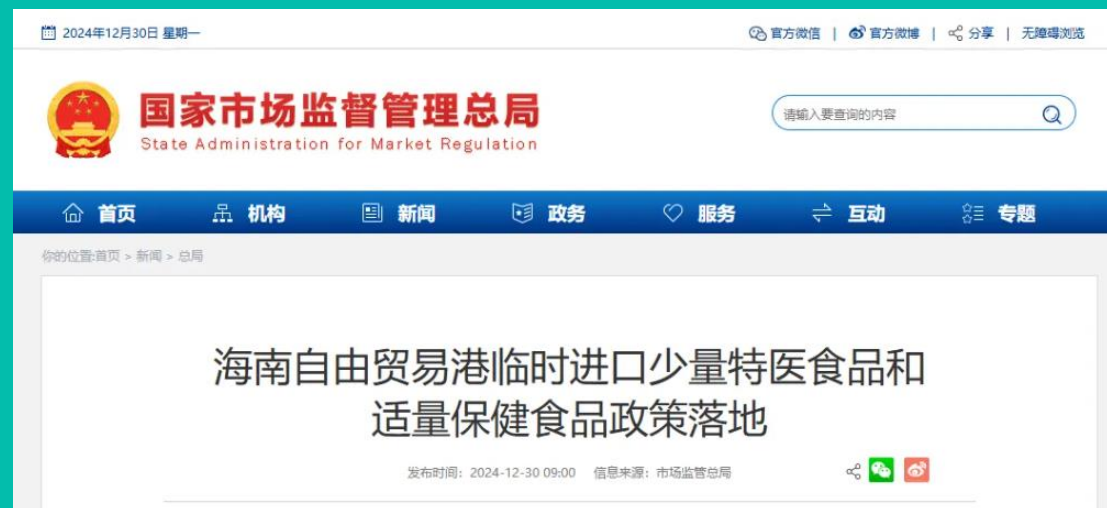 2024年12月30日 星期一
官方微信 | 官方微博 | 分享 | 无障碍浏览
国家市场监督管理总局
State Administration for Market Regulation
请输入要查询的内容
首页 机构 新闻 政务 服务 互动 专题
你的位置:首页 > 新闻 > 总局
海南自由贸易港临时进口少量特医食品和
适量保健食品政策落地
发布时间：2024-12-30 09:00 信息来源：市场监管总局